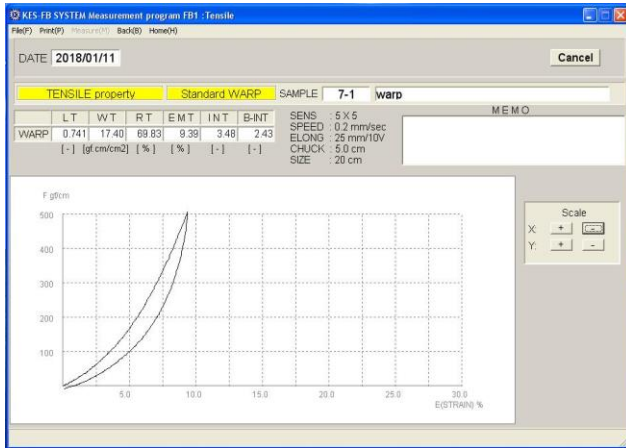 KES-FB SYSTEM Measurement program FB1 :Tensile
File(F) Print(P) Measure(M) Back(B) Home(H)
DATE 2018/01/11
Cancel
TENSILE property Standard WARP SAMPLE 7-1 warp
LT WT RT EMT INT B-INT
WARP 0.741 17.40 69.83 9.39 3.48 2.43
[-] [gf.cm/cm2] [%] [%] [-] [-]
SENS : 5 X 5
SPEED : 0.2 mm/sec
ELONG : 25 mm/10V
CHUCK : 5.0 cm
SIZE : 20 cm
MEMO
F gf/cm
500
400
300
200
100
5.0 10.0 15.0 20.0 25.0 30.0
E(STRAIN) %
Scale
X: + -
Y: + -